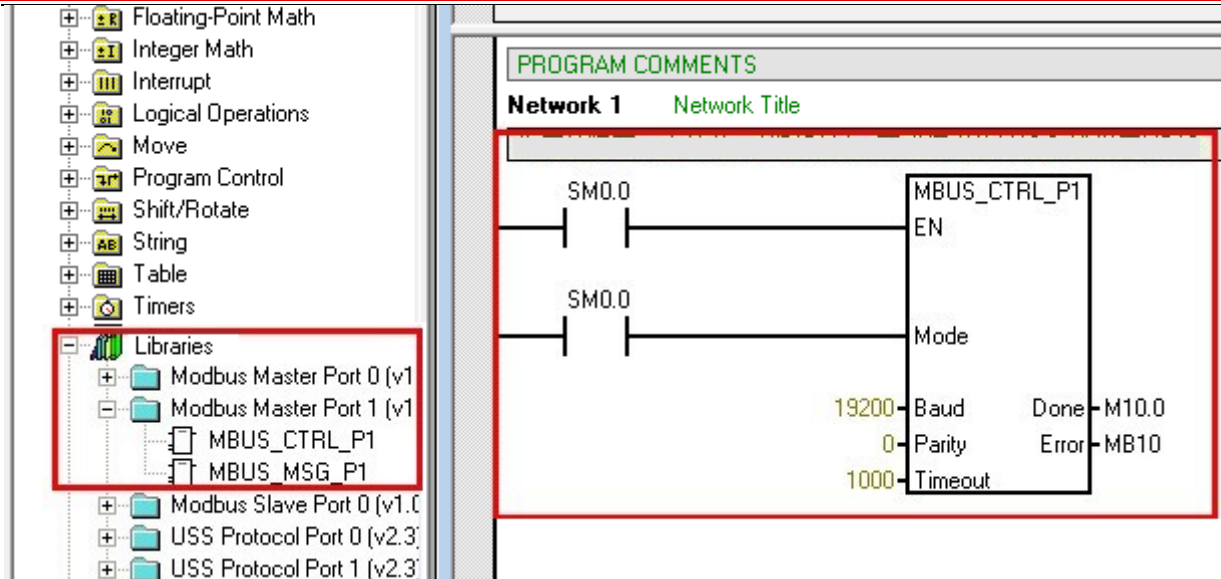 Floating-Point Math
Integer Math
Interrupt
Logical Operations
Move
Program Control
Shift/Rotate
String
Table
Timers
Libraries
Modbus Master Port 0 (v1
Modbus Master Port 1 (v1
MBUS_CTRL_P1
MBUS_MSG_P1
Modbus Slave Port 0 (v1.0
USS Protocol Port 0 (v2.3)
USS Protocol Port 1 (v2.3
PROGRAM COMMENTS
Network 1 Network Title
SM0.0
MBUS_CTRL_P1
EN
SM0.0
Mode
19200 Baud Done M10.0
0 Parity Error MB10
1000 Timeout